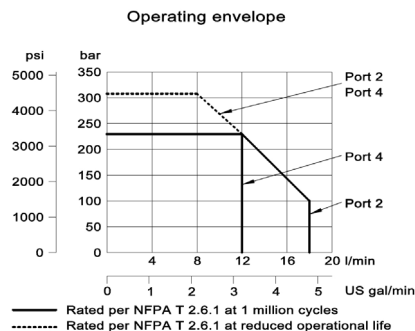 Operating envelope
psi
bar
5000
4000
3000
2000
1000
0
350
300
250
200
150
100
50
0
Port 2
Port 4
Port 4
Port 2
4 8 12 16 20 l/min
0 1 2 3 4 5 US gal/min
Rated per NFPA T 2.6.1 at 1 million cycles
Rated per NFPA T 2.6.1 at reduced operational life